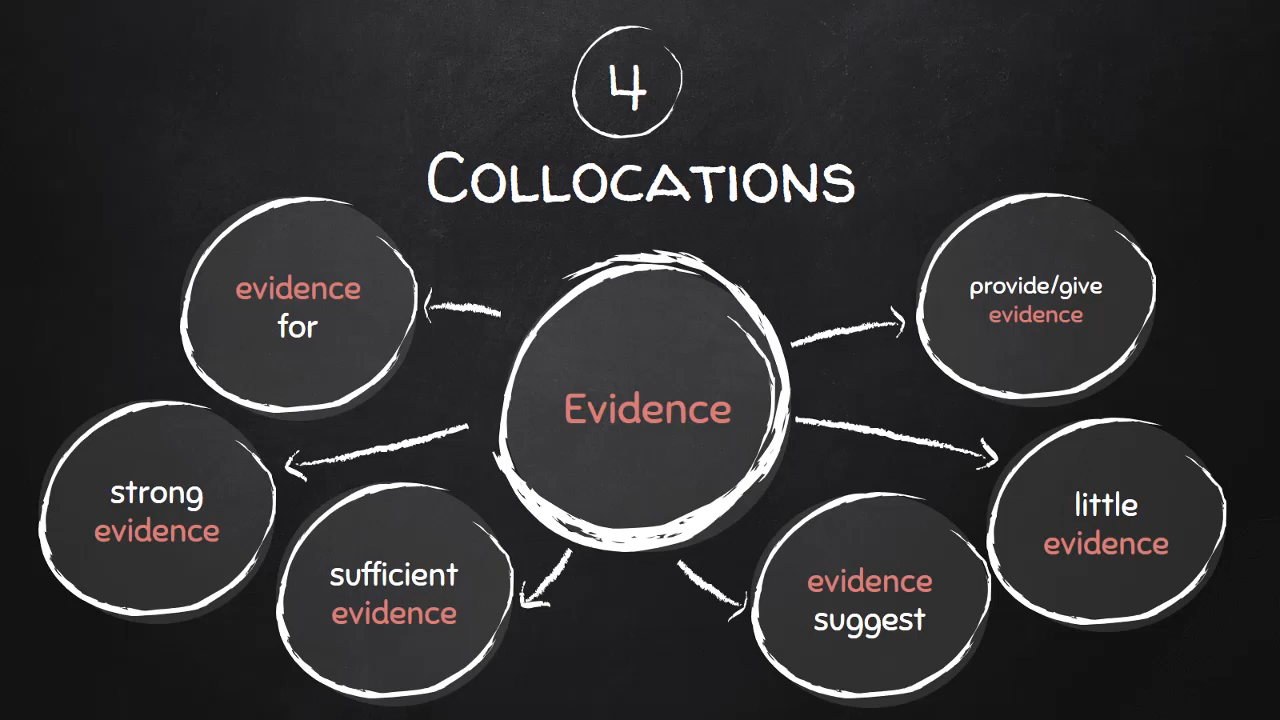 4
COLLOCATIONS
evidence
for
provide/give
evidence
Evidence
strong
evidence
little
evidence
sufficient
evidence
evidence
suggest